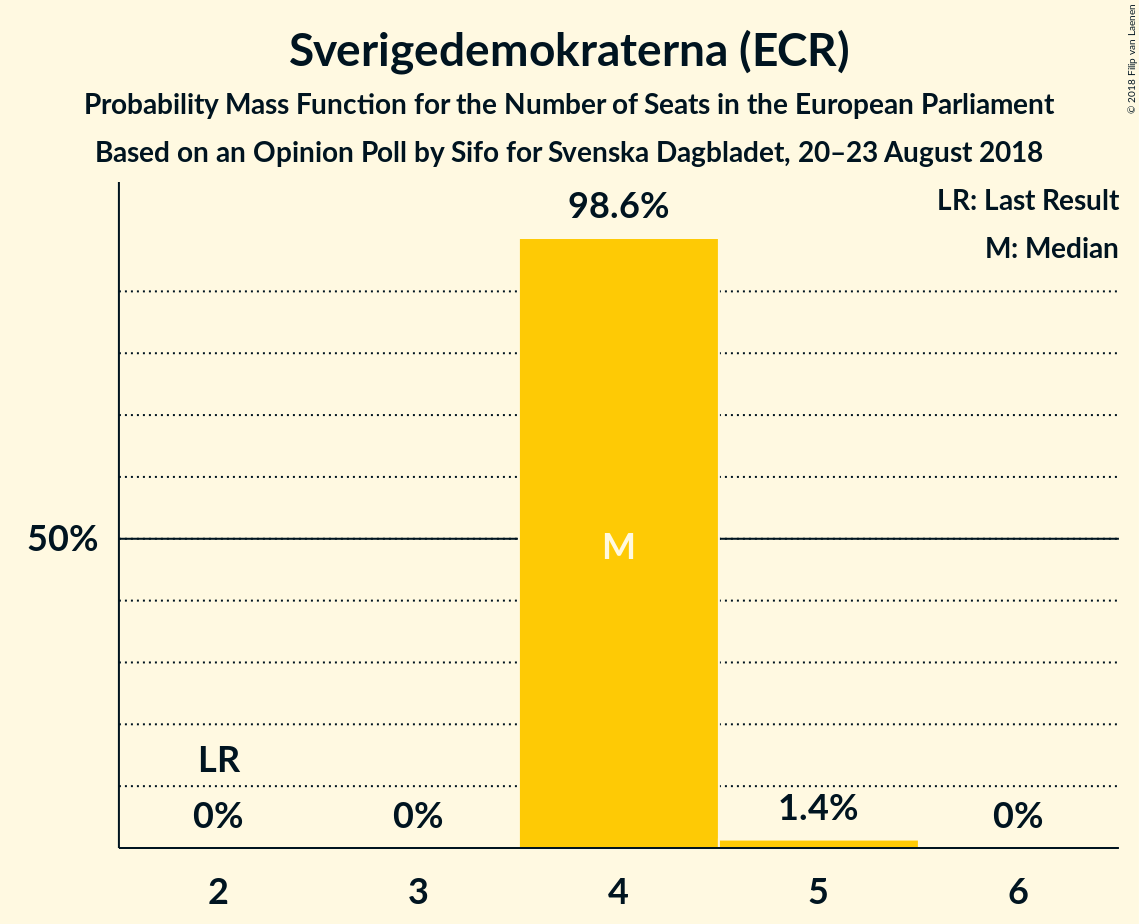 Sverigedemokraterna (ECR)
Probability Mass Function for the Number of Seats in the European Parliament
Based on an Opinion Poll by Sifo for Svenska Dagbladet, 20–23 August 2018
© 2018 Filip van Laenen
LR: Last Result
M: Median
98.6%
50%
M
LR
0%
0%
1.4%
0%
2
3
4
5
6